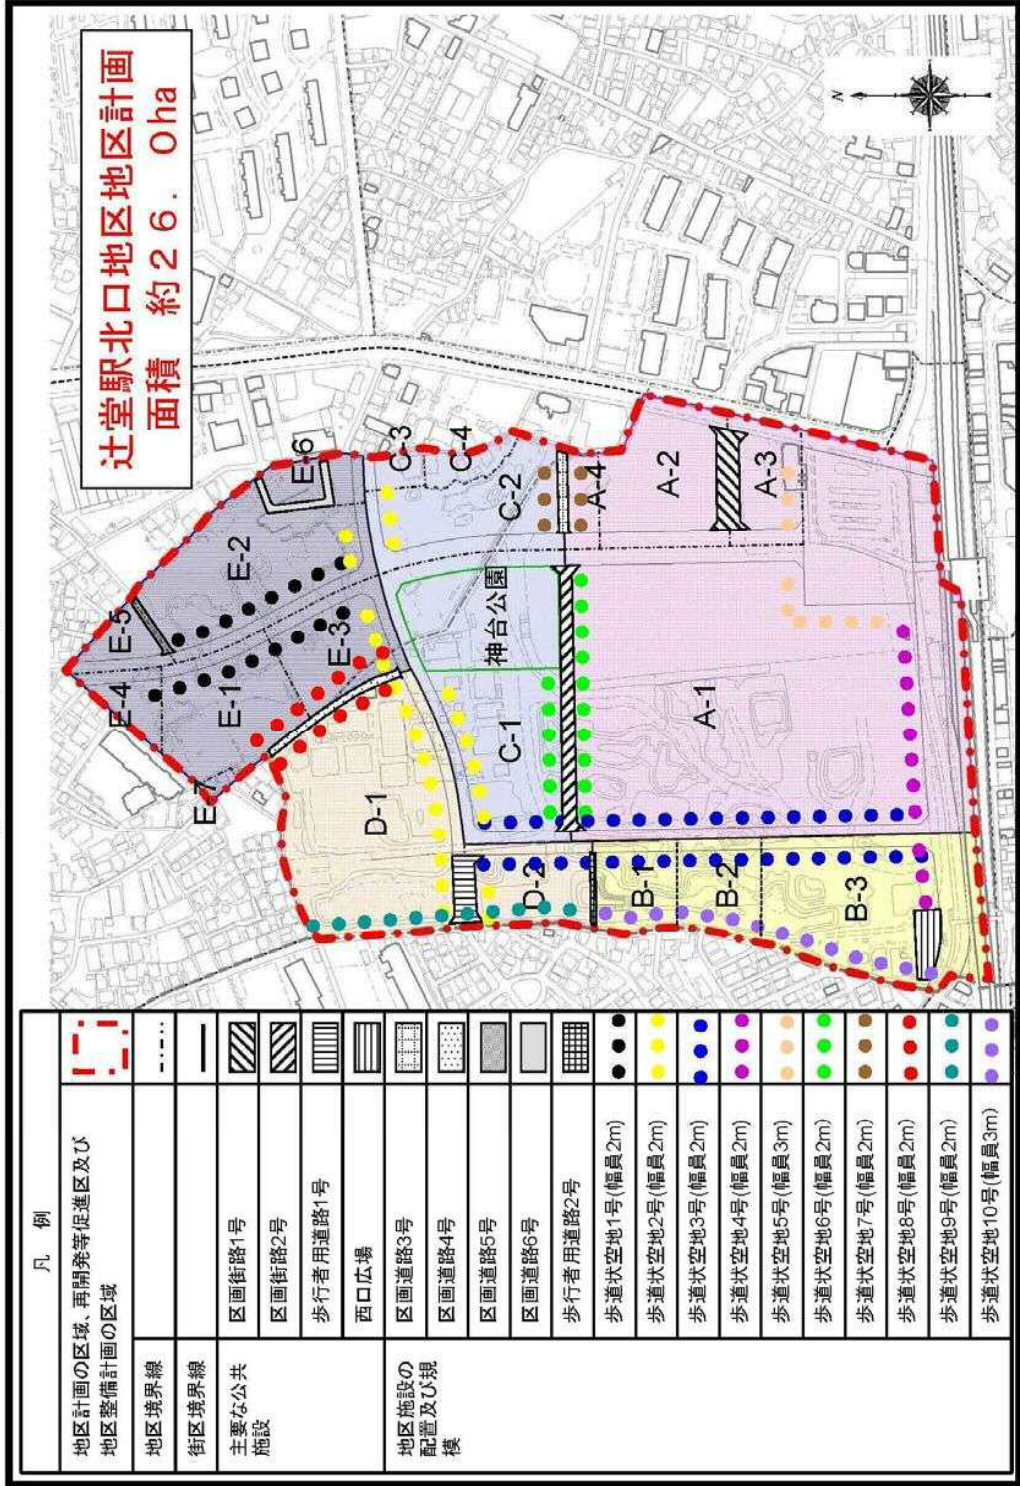 辻堂駅北口地区地区計画
面積 約26.0ha
N
E-6
E-5
E-4
E-2
E-3
E-1
E-7
C-3
C-4
C-2
C-1
神台公園
D-1
D-2
A-4
A-2
A-3
A-1
B-1
B-2
B-3
凡 例
地区計画の区域、再開発等促進区及び
地区整備計画の区域
地区境界線
街区境界線
主要な公共
施設
区画街路1号
区画街路2号
歩行者用道路1号
西口広場
地区施設の
配置及び規
模
区画道路3号
区画道路4号
区画道路5号
区画道路6号
歩行者用道路2号
歩道状空地1号(幅員2m)
歩道状空地2号(幅員2m)
歩道状空地3号(幅員2m)
歩道状空地4号(幅員2m)
歩道状空地5号(幅員3m)
歩道状空地6号(幅員2m)
歩道状空地7号(幅員2m)
歩道状空地8号(幅員2m)
歩道状空地9号(幅員2m)
歩道状空地10号(幅員3m)